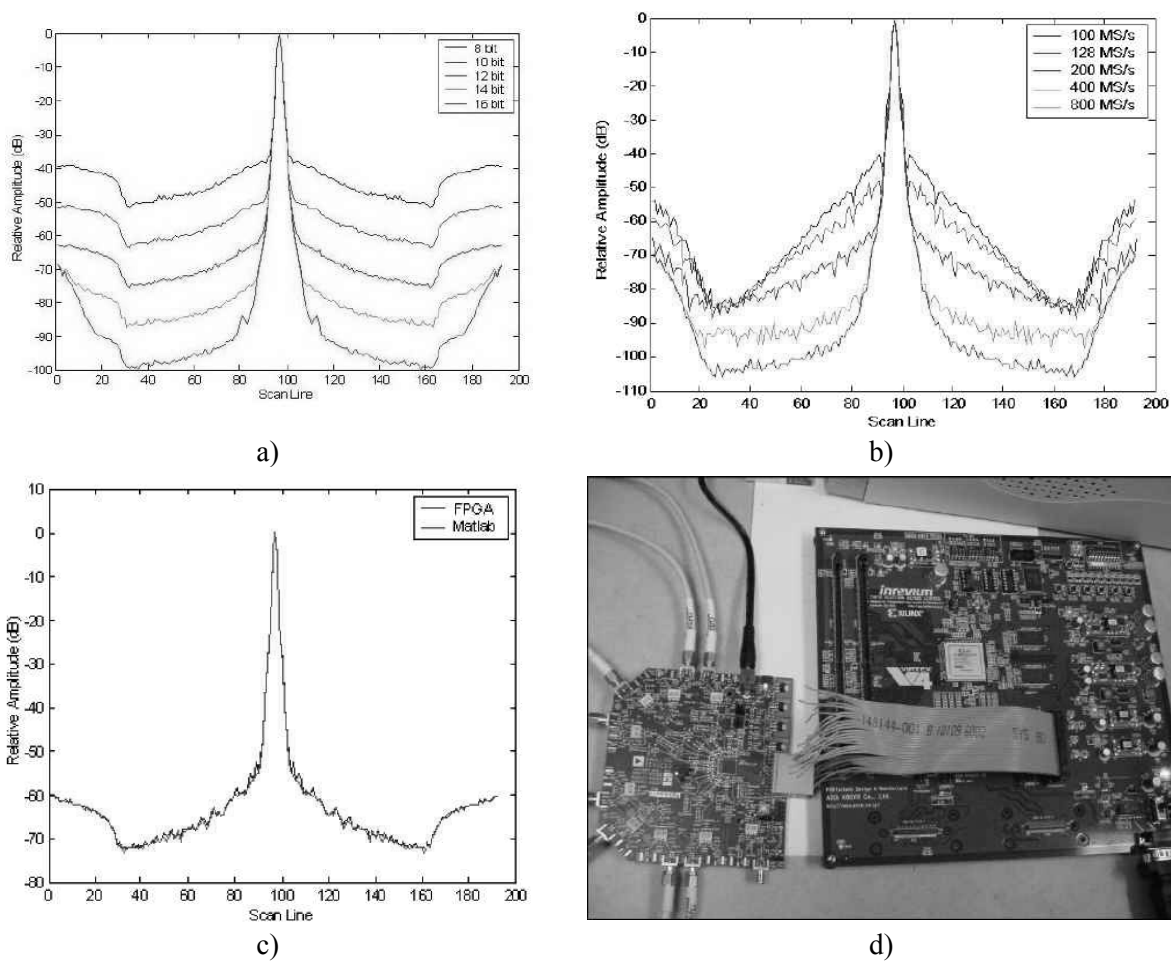 0
-10
-20
-30
-40
-50
-60
-70
-80
-90
-100
Relative Amplitude (dB)
8 bit
10 bit
12 bit
14 bit
16 bit
0 20 40 60 80 100 120 140 160 180 200
Scan Line
a)
0
-10
-20
-30
-40
-50
-60
-70
-80
-90
-100
-110
Relative Amplitude (dB)
100 MS/s
128 MS/s
200 MS/s
400 MS/s
800 MS/s
0 20 40 60 80 100 120 140 160 180 200
Scan Line
b)
10
0
-10
-20
-30
-40
-50
-60
-70
-80
Relative Amplitude (dB)
FPGA
Matlab
0 20 40 60 80 100 120 140 160 180 200
Scan Line
c)
inrevium
XILINX
d)